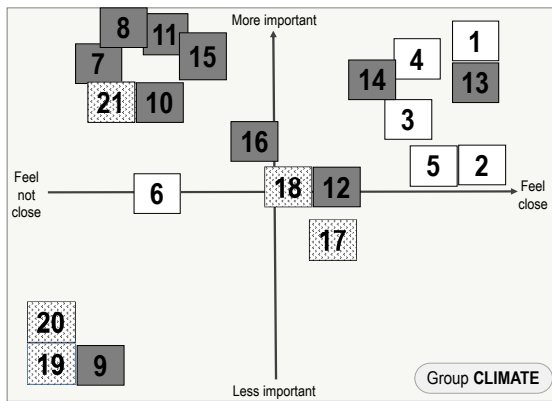 More important
8
11
1
4
15
7
14
13
21
10
3
16
5
2
Feel
not
close
6
18
12
Feel
close
17
20
19
9
Group CLIMATE
Less important